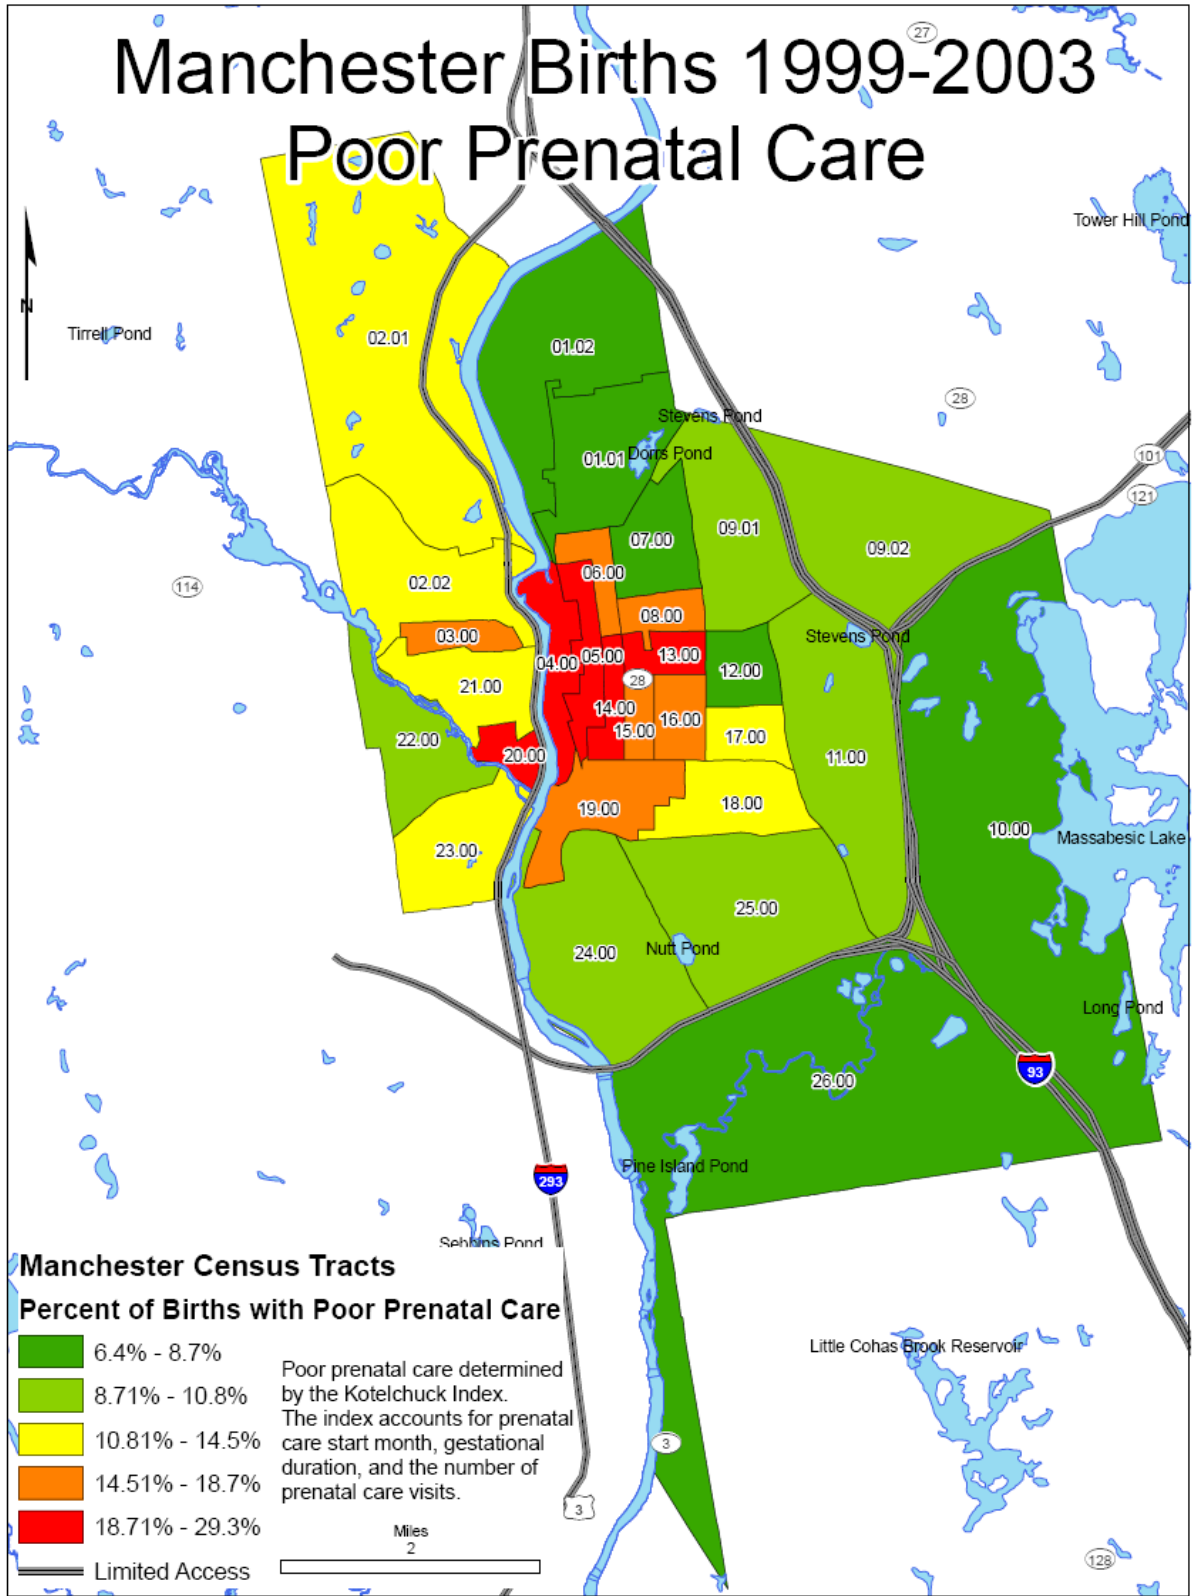 Manchester Births 1999-2003
Poor Prenatal Care
27
Tower Hill Pond
N
Tirrell Pond
02.01
01.02
28
Stevens Pond
01.01
Dorrs Pond
101
121
09.01
07.00
09.02
06.00
02.02
114
08.00
03.00
Stevens Pond
04.00
05.00
13.00
12.00
28
21.00
14.00
16.00
15.00
17.00
22.00
20.00
11.00
18.00
19.00
10.00
Massabesic Lake
23.00
25.00
24.00
Nutt Pond
Long Pond
93
26.00
Pine Island Pond
293
Sebbins Pond
Manchester Census Tracts
Percent of Births with Poor Prenatal Care
6.4% - 8.7%
8.71% - 10.8%
10.81% - 14.5%
14.51% - 18.7%
18.71% - 29.3%
Limited Access
Poor prenatal care determined
by the Kotelchuck Index.
The index accounts for prenatal
care start month, gestational
duration, and the number of
prenatal care visits.
Miles
2
Little Cohas Brook Reservoir
3
3
128